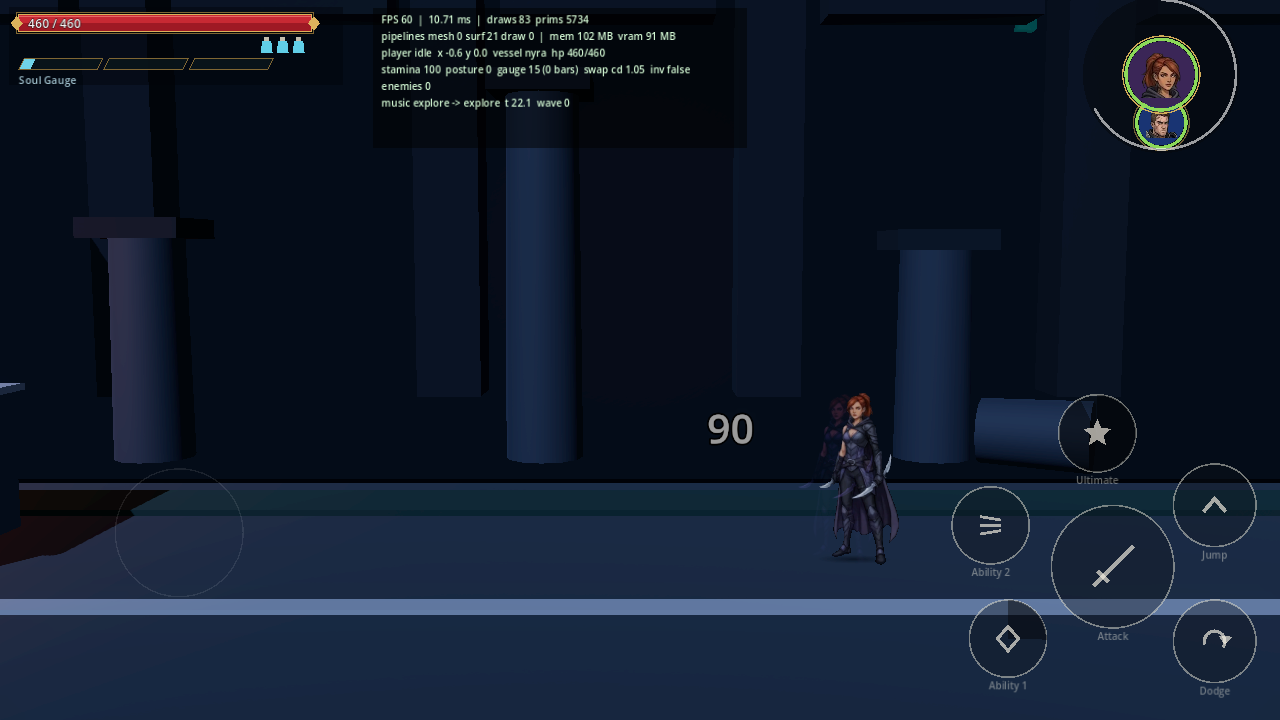 460 / 460
Soul Gauge
FPS 60 | 10.71 ms | draws 83 prims 5734
pipelines mesh 0 surf 21 draw 0 | mem 102 MB vram 91 MB
player idle x -0.6 y 0.0 vessel nyra hp 460/460
stamina 100 posture 0 gauge 15 (0 bars) swap cd 1.05 inv false
enemies 0
music explore -> explore t 22.1 wave 0
90
Ultimate
Jump
Ability 2
Attack
Ability 1
Dodge